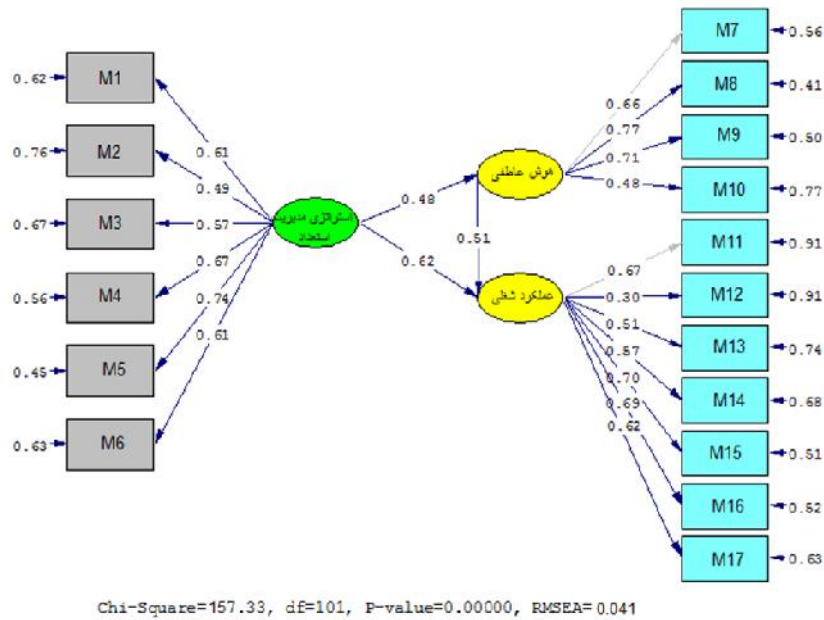 0.62 M1 0.61
0.76 M2 0.49
0.67 M3 0.57
0.56 M4 0.67
0.45 M5 0.74
0.63 M6 0.61
استراتژی مدیریت
استعداد
0.48
0.62
هوش عاطفی
0.51
عملکرد شغلی
0.66 M7 0.56
0.77 M8 0.41
0.71 M9 0.50
0.48 M10 0.77
0.67 M11 0.91
0.30 M12 0.91
0.51 M13 0.74
0.57 M14 0.68
0.70 M15 0.51
0.69 M16 0.52
0.62 M17 0.63
Chi-Square=157.33, df=101, P-value=0.00000, RMSEA=0.041